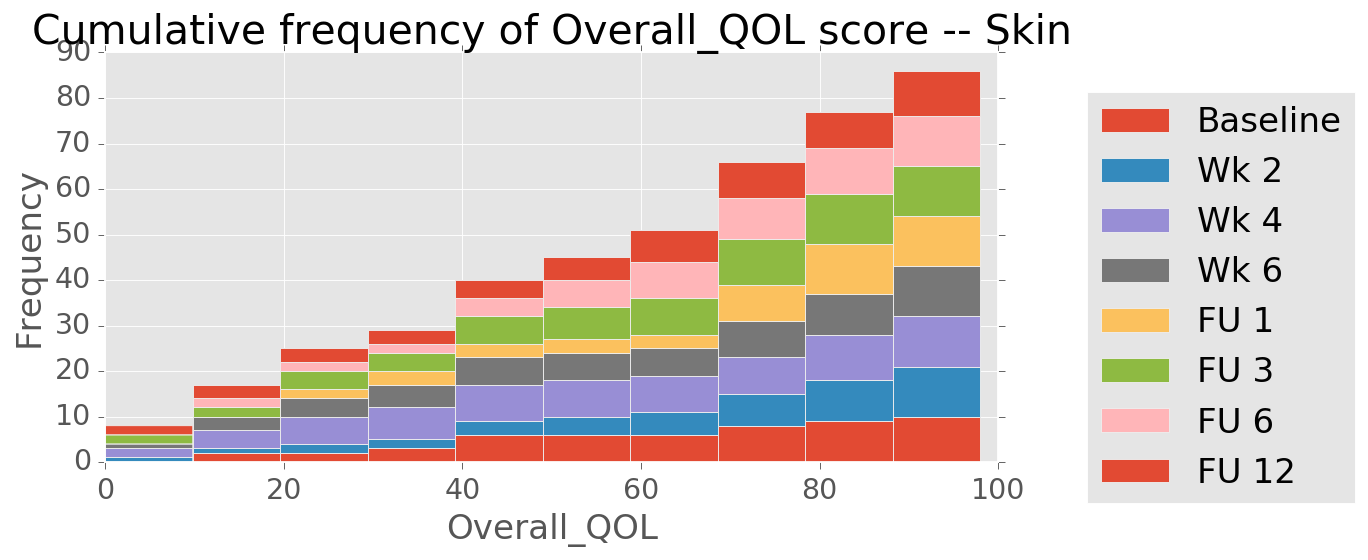 Cumulative frequency of Overall_QOL score -- Skin
90
80
70
60
50
40
30
20
10
0
Frequency
0 20 40 60 80 100
Overall_QOL
Baseline
Wk 2
Wk 4
Wk 6
FU 1
FU 3
FU 6
FU 12